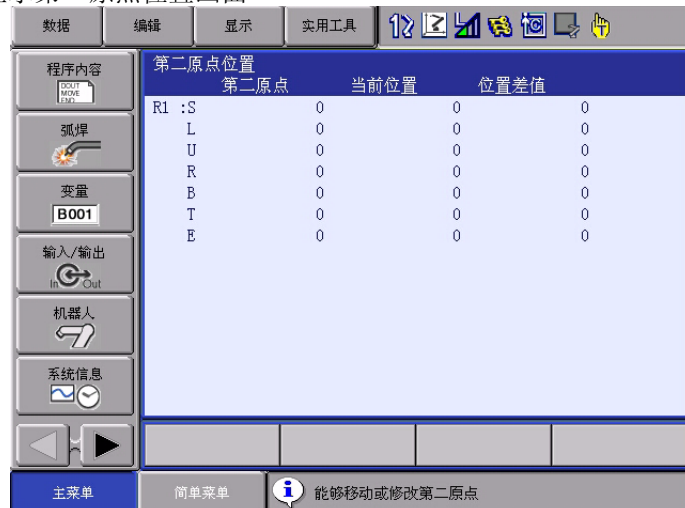 数据 编辑 显示 实用工具
程序内容
DOUT
MOVE
END
弧焊
变量
B001
输入/输出
In Out
机器人
系统信息
第二原点位置
第二原点 当前位置 位置差值
R1 :S 0 0 0
L 0 0 0
U 0 0 0
R 0 0 0
B 0 0 0
T 0 0 0
E 0 0 0
主菜单 简单菜单 能够移动或修改第二原点